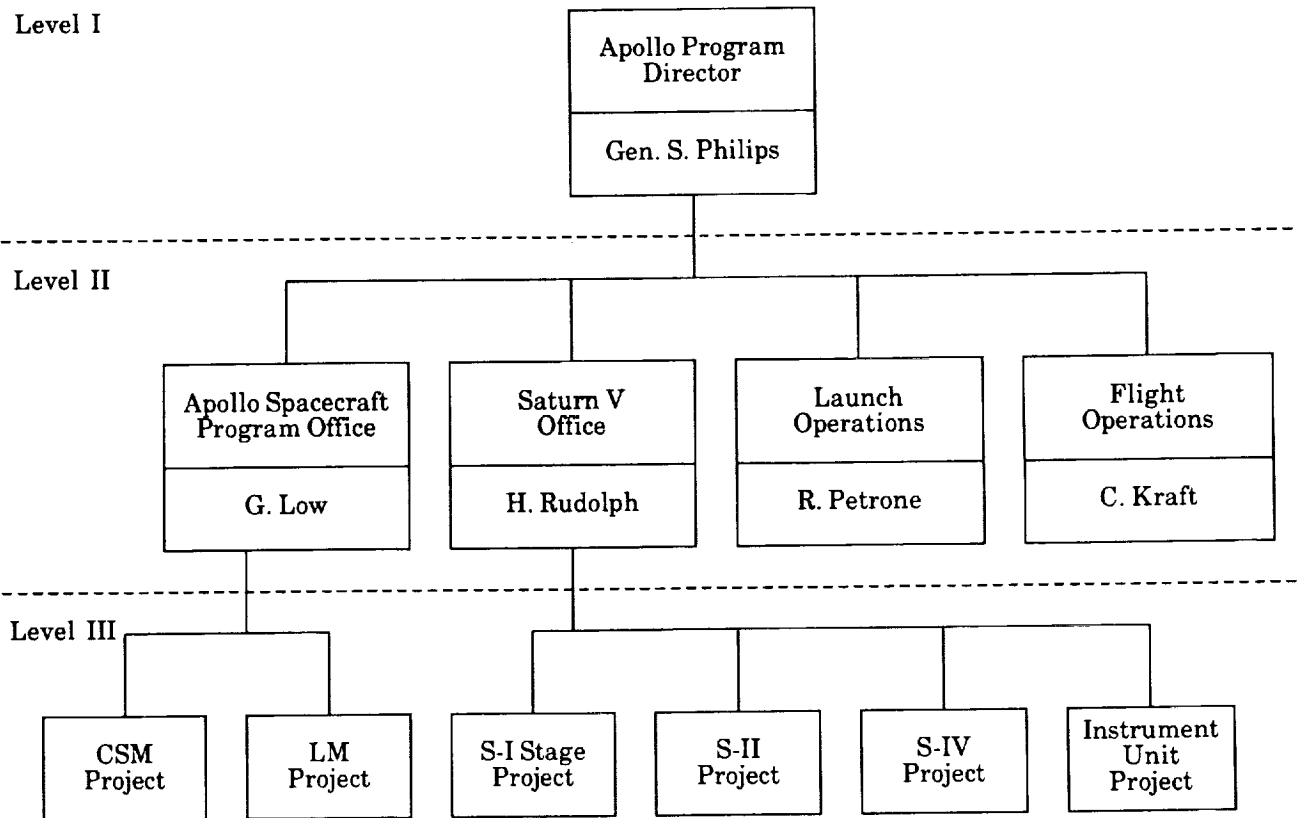 Level I
Apollo Program
Director
Gen. S. Philips
Level II
Apollo Spacecraft
Program Office
G. Low
Saturn V
Office
H. Rudolph
Launch
Operations
R. Petrone
Flight
Operations
C. Kraft
Level III
CSM
Project
LM
Project
S-I Stage
Project
S-II
Project
S-IV
Project
Instrument
Unit
Project